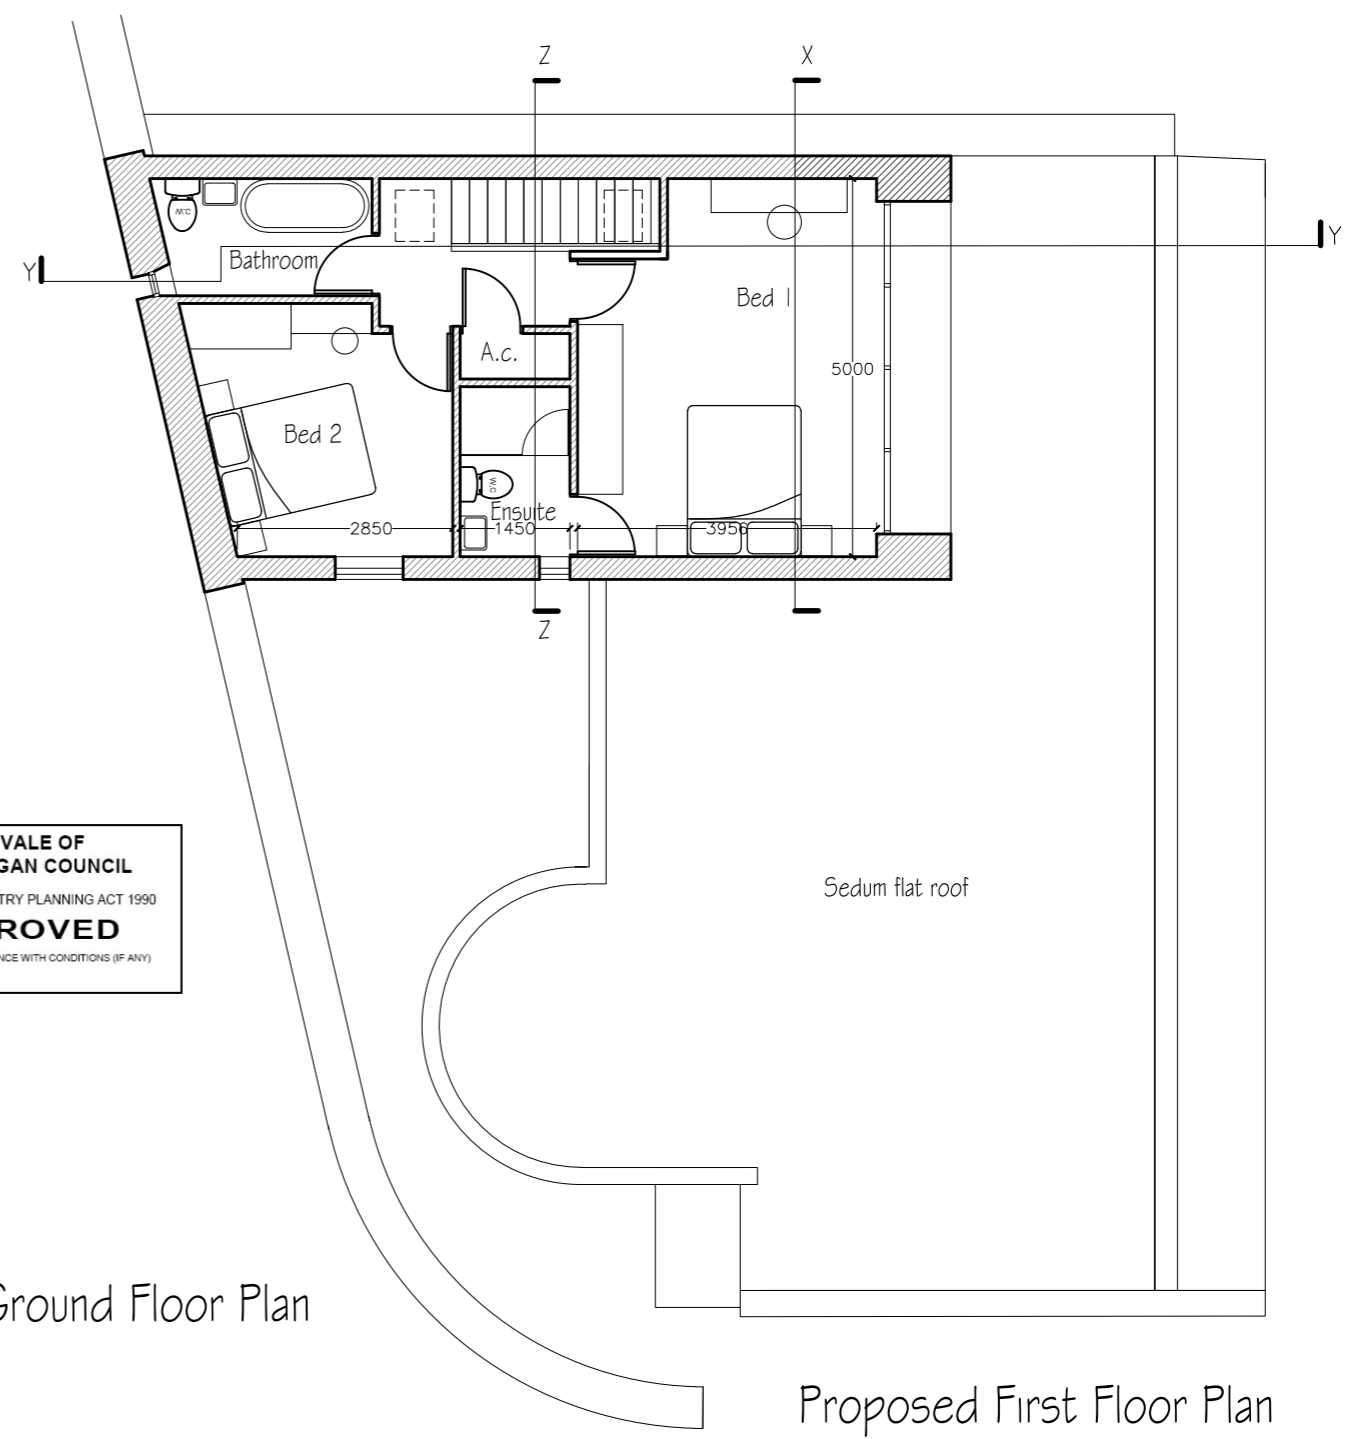 Z
X
Y
Y
W.C
Bathroom
Bed 1
A.c.
5000
Bed 2
W.C
Ensuite
2850
1450
3956
Z
VALE OF
GAN COUNCIL
TRY PLANNING ACT 1990
ROVED
NCE WITH CONDITIONS (IF ANY)
Sedum flat roof
Ground Floor Plan
Proposed First Floor Plan